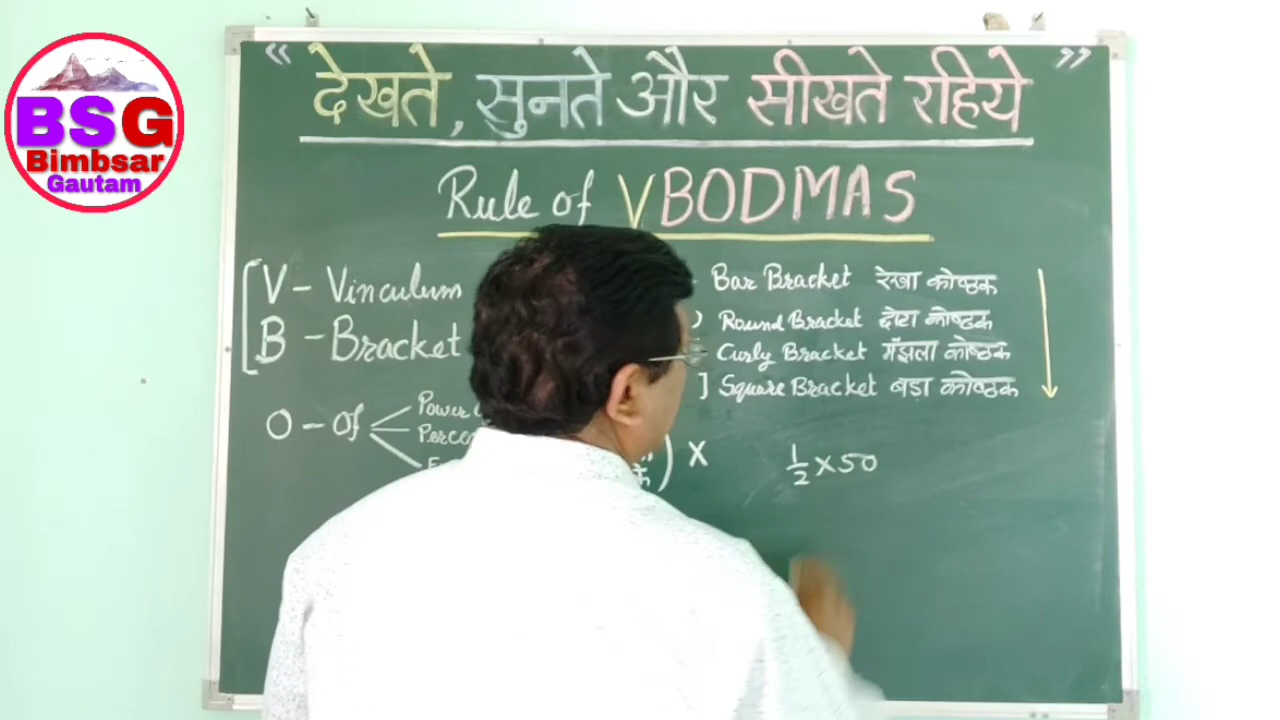 BSG
Bimbsar
Gautam
" देखते, सुनते और सीखते रहिये "
Rule of VBODMAS
V - Vinculum Bar Bracket रेखा कोष्ठक
B - Bracket ) Round Bracket छोटा कोष्ठक
Curly Bracket मँझला कोष्ठक
] Square Bracket बड़ा कोष्ठक
O - Of Power
) × 1/2 × 50